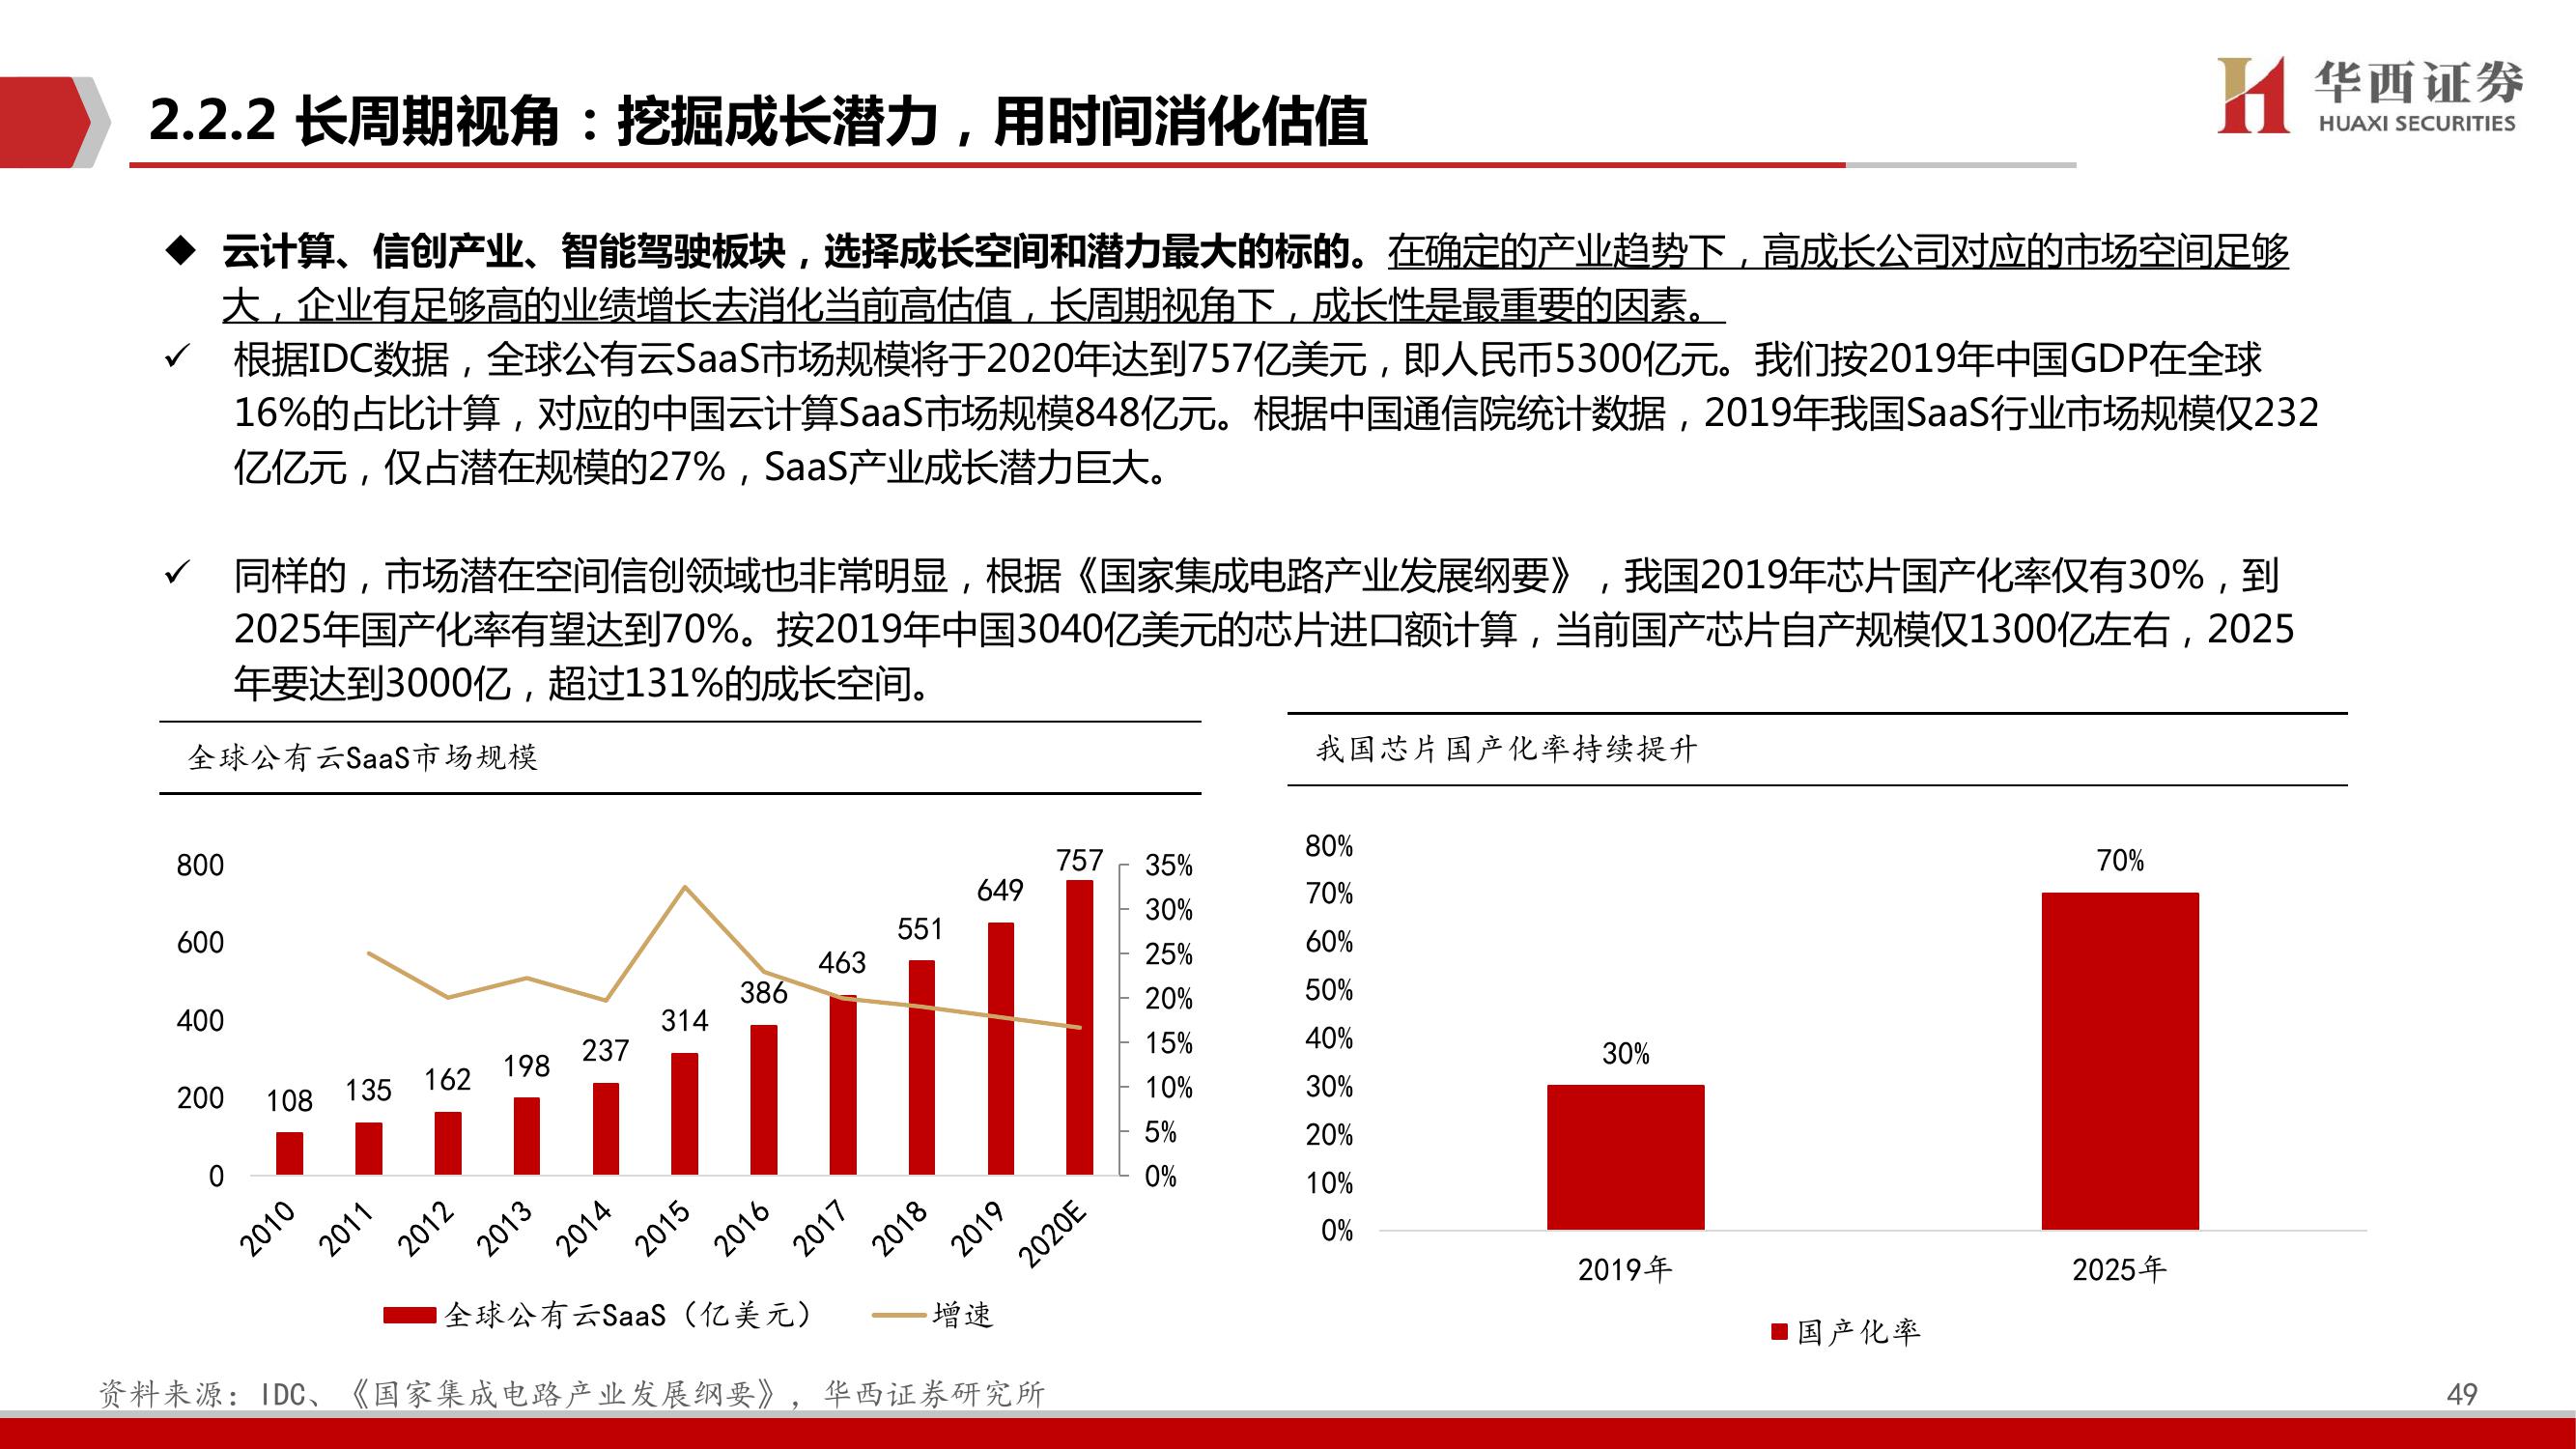 2.2.2 长周期视角：挖掘成长潜力，用时间消化估值
华西证券
HUAXI SECURITIES
◆ 云计算、信创产业、智能驾驶板块，选择成长空间和潜力最大的标的。在确定的产业趋势下，高成长公司对应的市场空间足够
大，企业有足够高的业绩增长去消化当前高估值，长周期视角下，成长性是最重要的因素。
✓ 根据IDC数据，全球公有云SaaS市场规模将于2020年达到757亿美元，即人民币5300亿元。我们按2019年中国GDP在全球
16%的占比计算，对应的中国云计算SaaS市场规模848亿元。根据中国通信院统计数据，2019年我国SaaS行业市场规模仅232
亿亿元，仅占潜在规模的27%，SaaS产业成长潜力巨大。
✓ 同样的，市场潜在空间信创领域也非常明显，根据《国家集成电路产业发展纲要》，我国2019年芯片国产化率仅有30%，到
2025年国产化率有望达到70%。按2019年中国3040亿美元的芯片进口额计算，当前国产芯片自产规模仅1300亿左右，2025
年要达到3000亿，超过131%的成长空间。
全球公有云SaaS市场规模
800
600
400
200
0
108
135
162
198
237
314
386
463
551
649
757
35%
30%
25%
20%
15%
10%
5%
0%
2010
2011
2012
2013
2014
2015
2016
2017
2018
2019
2020E
全球公有云SaaS（亿美元）
增速
我国芯片国产化率持续提升
80%
70%
60%
50%
40%
30%
20%
10%
0%
30%
70%
2019年
2025年
国产化率
资料来源：IDC、《国家集成电路产业发展纲要》，华西证券研究所
49